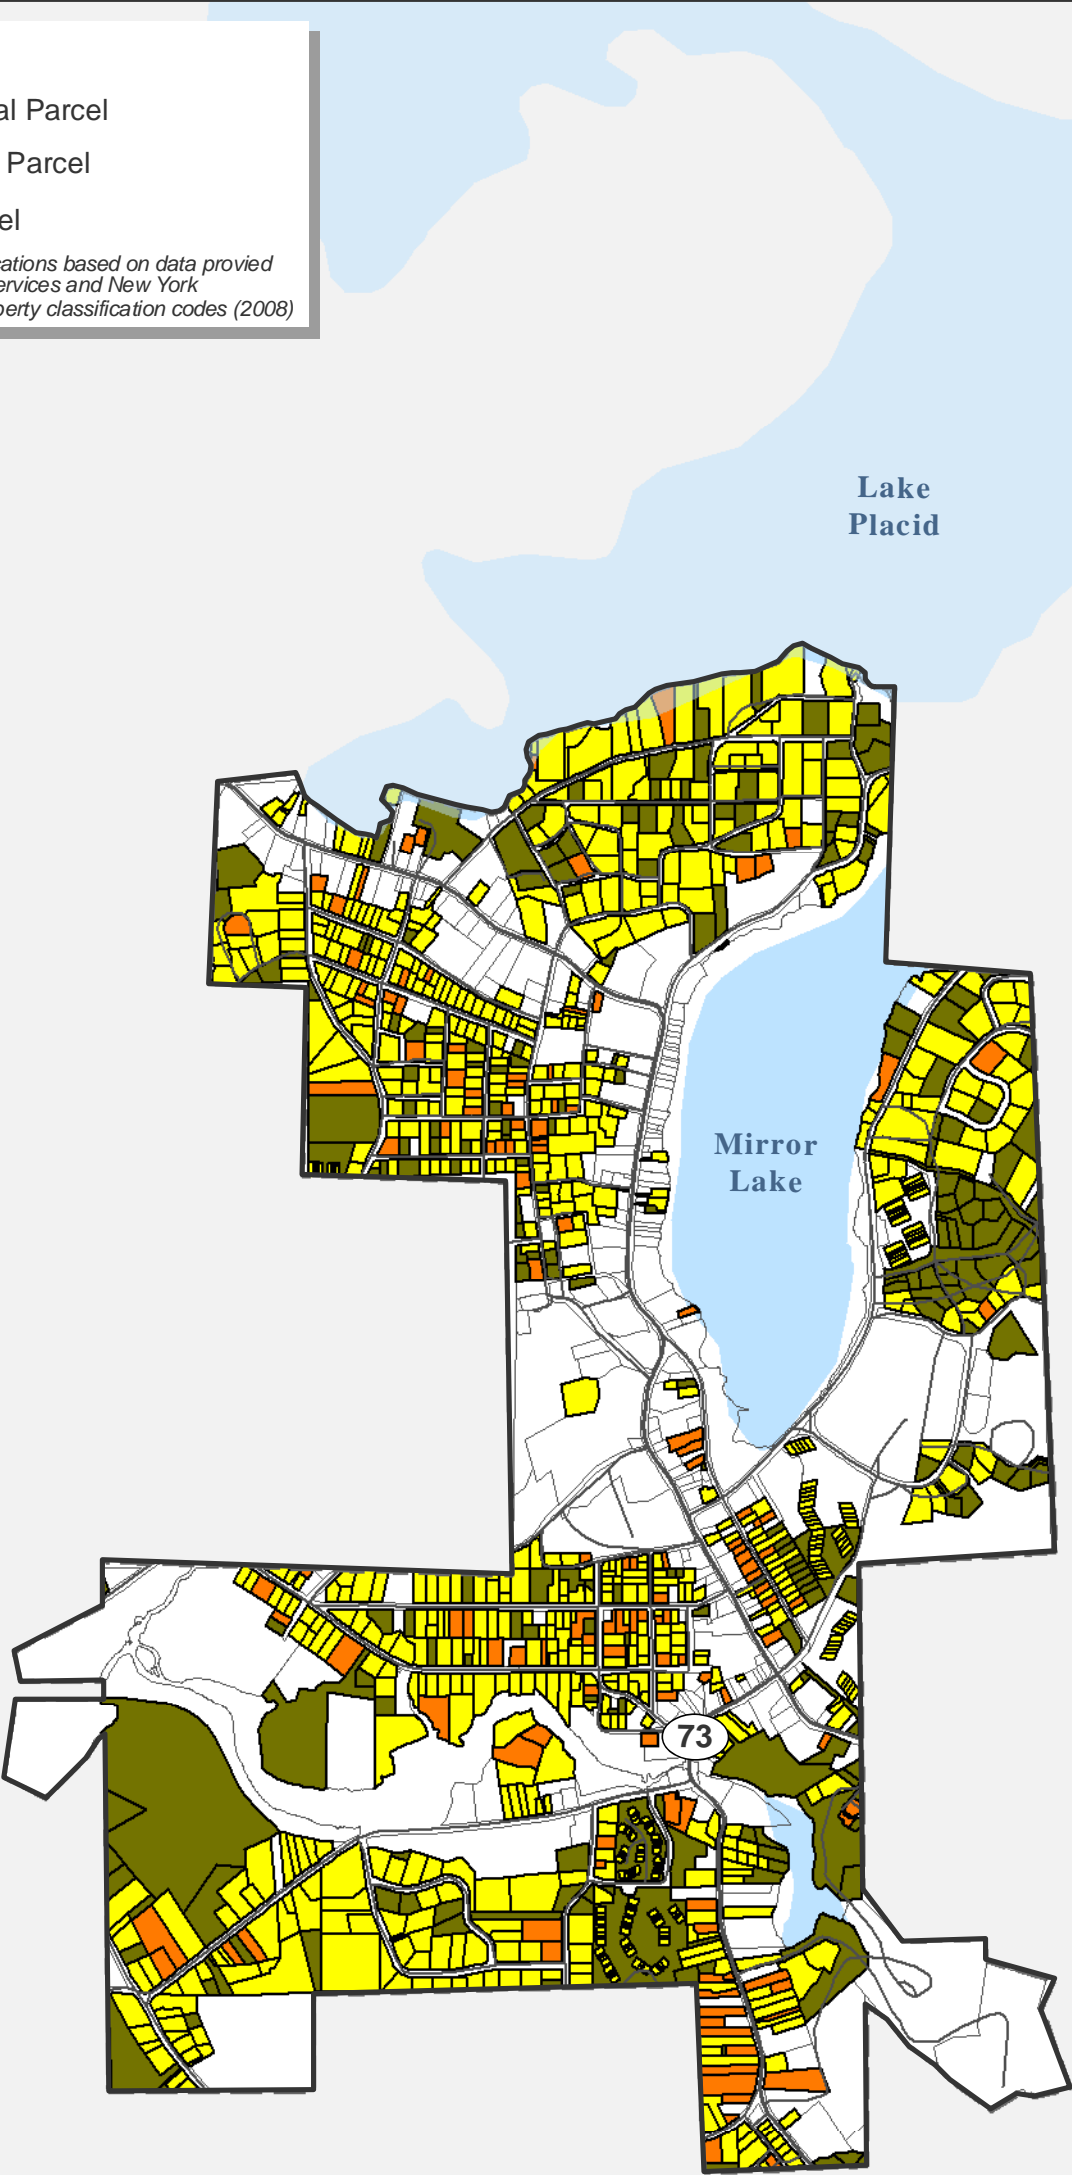 al Parcel
Parcel
el
cations based on data provied
ervices and New York
perty classification codes (2008)
Lake
Placid
Mirror
Lake
73